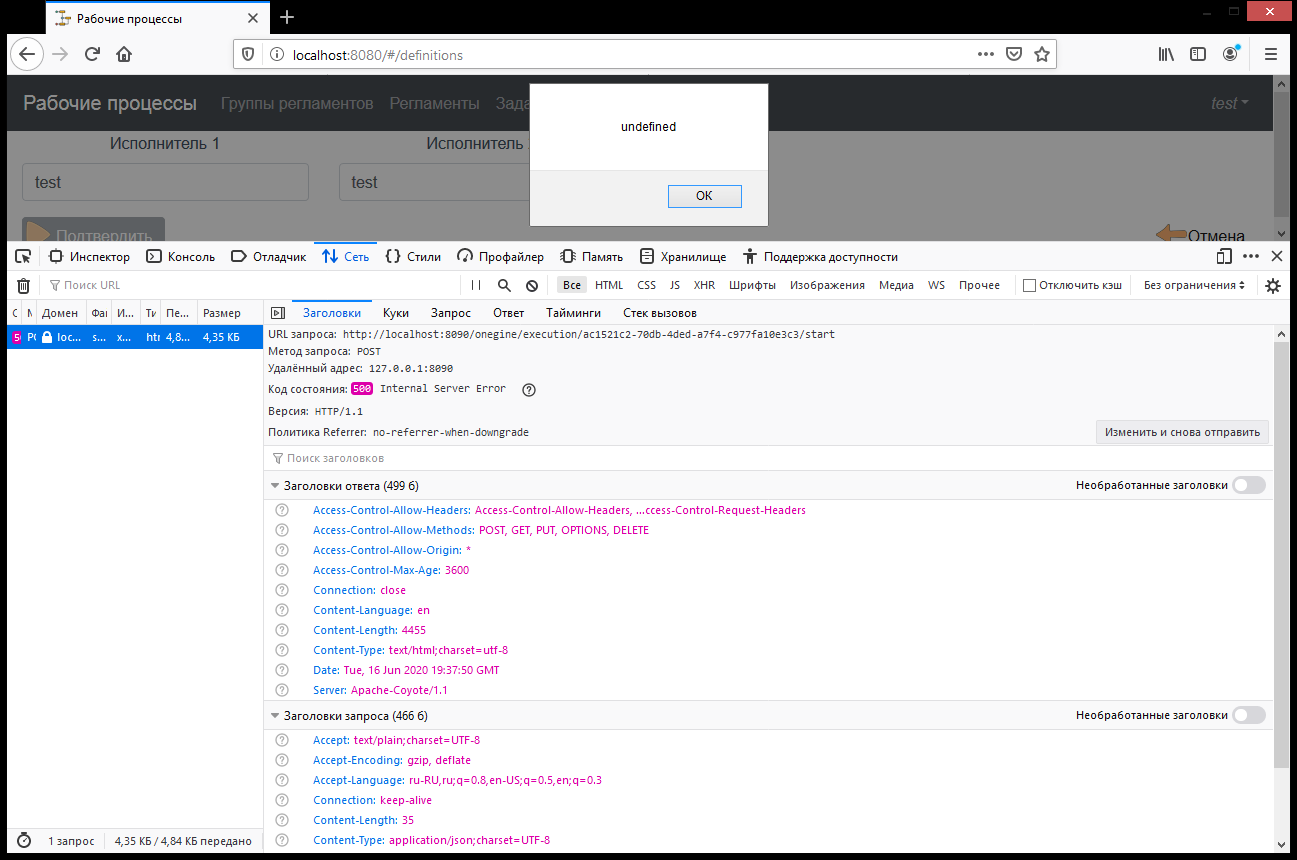 Рабочие процессы
localhost:8080/#/definitions
Рабочие процессы Группы регламентов Регламенты test
undefined
OK
Исполнитель 1 Исполнитель
test test
Подтвердить Отмена
Инспектор Консоль Отладчик Сеть Стили Профайлер Память Хранилище Поддержка доступности
Поиск URL Все HTML CSS JS XHR Шрифты Изображения Медиа WS Прочее Отключить кэш Без ограничения
Домен И... Пе... Размер Заголовки Куки Запрос Ответ Тайминги Стек вызовов
loc... s... x... 4,8... 4,35 КБ
URL запроса: http://localhost:8090/onegine/execution/ac1521c2-70db-4ded-a7f4-c977fa10e3c3/start
Метод запроса: POST
Удалённый адрес: 127.0.0.1:8090
Код состояния: 500 Internal Server Error
Версия: HTTP/1.1
Политика Referrer: no-referrer-when-downgrade Изменить и снова отправить
Поиск заголовков
Заголовки ответа (499 б) Необработанные заголовки
Access-Control-Allow-Headers: Access-Control-Allow-Headers, …ccess-Control-Request-Headers
Access-Control-Allow-Methods: POST, GET, PUT, OPTIONS, DELETE
Access-Control-Allow-Origin: *
Access-Control-Max-Age: 3600
Connection: close
Content-Language: en
Content-Length: 4455
Content-Type: text/html;charset=utf-8
Date: Tue, 16 Jun 2020 19:37:50 GMT
Server: Apache-Coyote/1.1
Заголовки запроса (466 б) Необработанные заголовки
Accept: text/plain;charset=UTF-8
Accept-Encoding: gzip, deflate
Accept-Language: ru-RU,ru;q=0.8,en-US;q=0.5,en;q=0.3
Connection: keep-alive
Content-Length: 35
Content-Type: application/json;charset=UTF-8
1 запрос 4,35 КБ / 4,84 КБ передано